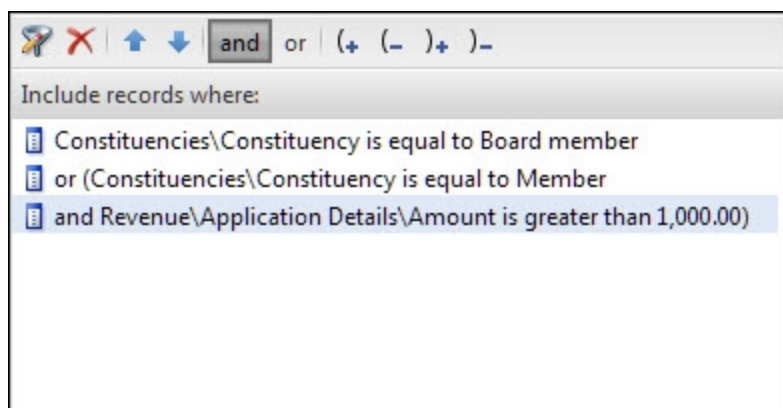 and or (+ (- )+ )-
Include records where:
Constituencies\Constituency is equal to Board member
or (Constituencies\Constituency is equal to Member
and Revenue\Application Details\Amount is greater than 1,000.00)